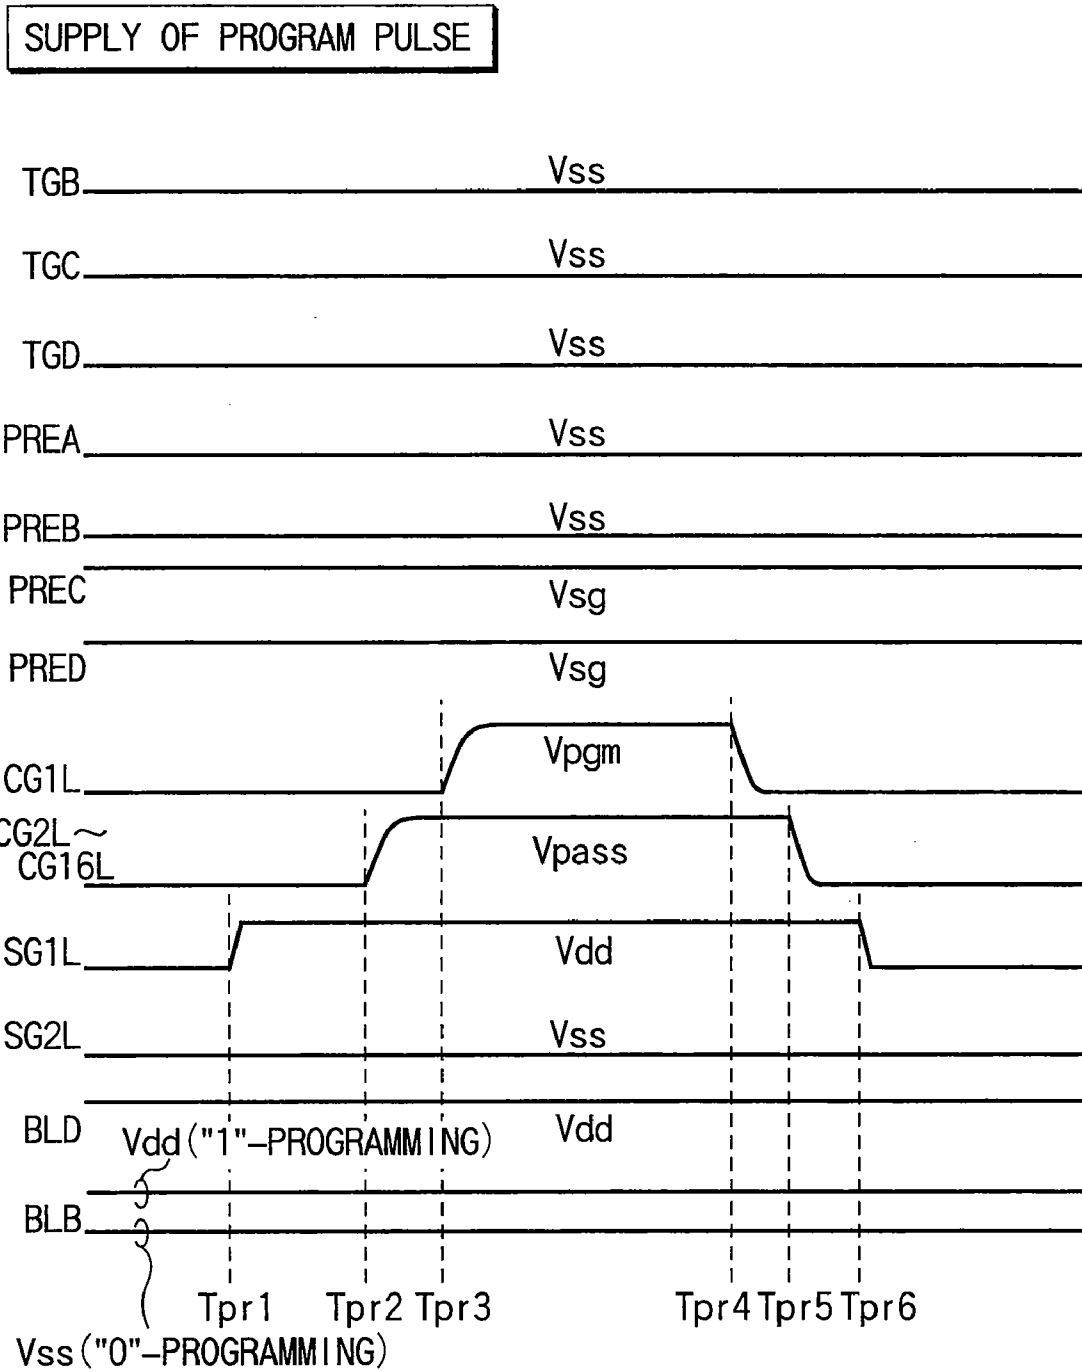 SUPPLY OF PROGRAM PULSE
TGB Vss
TGC Vss
TGD Vss
PREA Vss
PREB Vss
PREC Vsg
PRED Vsg
CG1L Vpgm
CG2L～
CG16L Vpass
SG1L Vdd
SG2L Vss
BLD Vdd
Vdd ("1"-PROGRAMMING)
BLB
Tpr1 Tpr2 Tpr3 Tpr4 Tpr5 Tpr6
Vss ("0"-PROGRAMMING)